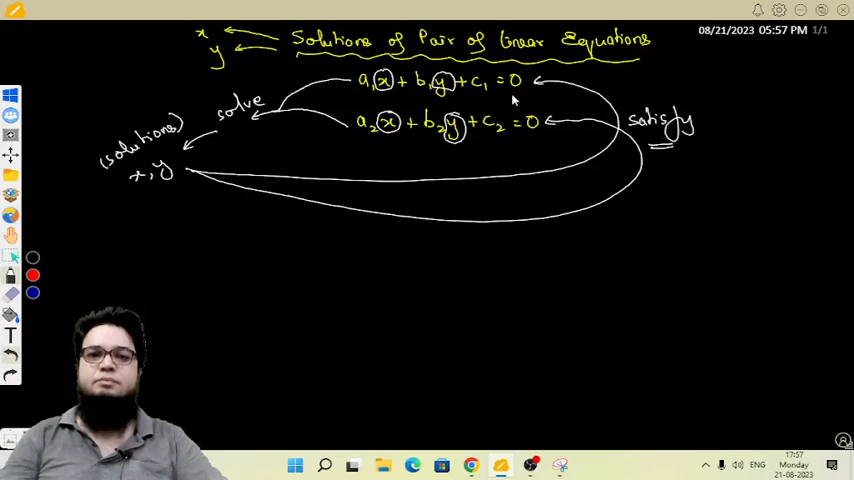 x
y
Solutions of Pair of Linear Equations
08/21/2023 05:57 PM 1/1
a₁x + b₁y + c₁ = 0
solve
a₂x + b₂y + c₂ = 0
satisfy
(solutions)
x, y
T
ENG
17:57
Monday
21-08-2023